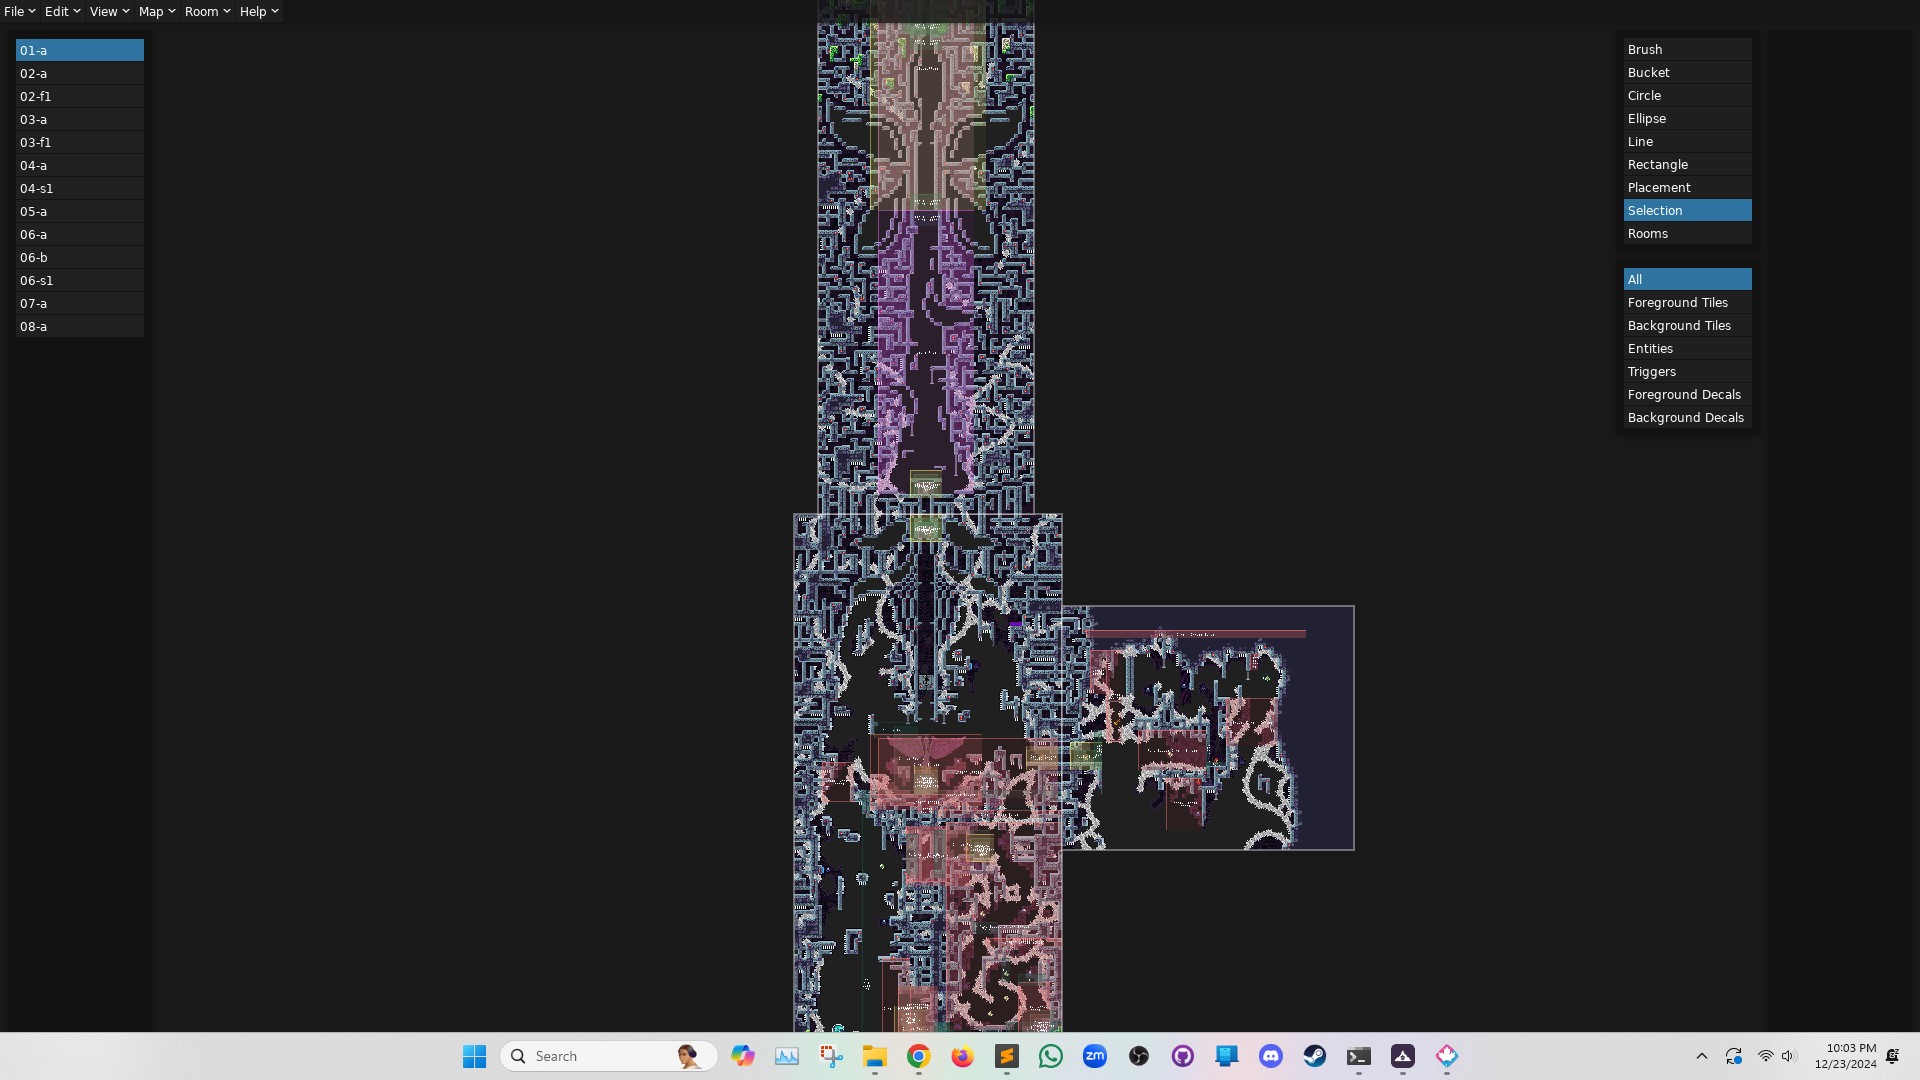 File Edit View Map Room Help
01-a
02-a
02-f1
03-a
03-f1
04-a
04-s1
05-a
06-a
06-b
06-s1
07-a
08-a
Brush
Bucket
Circle
Ellipse
Line
Rectangle
Placement
Selection
Rooms
All
Foreground Tiles
Background Tiles
Entities
Triggers
Foreground Decals
Background Decals
Search
zm
10:03 PM
12/23/2024